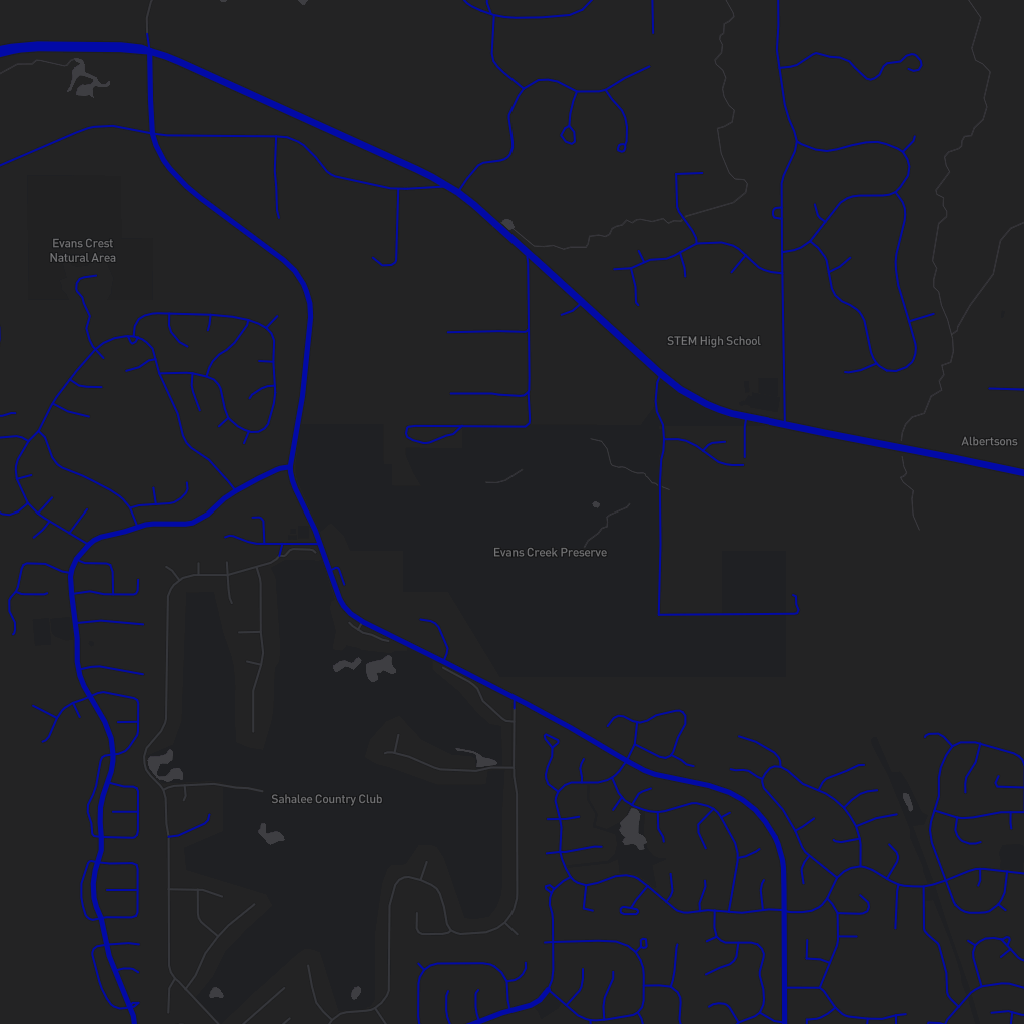 Evans Crest
Natural Area
STEM High School
Albertsons
Evans Creek Preserve
Sahalee Country Club